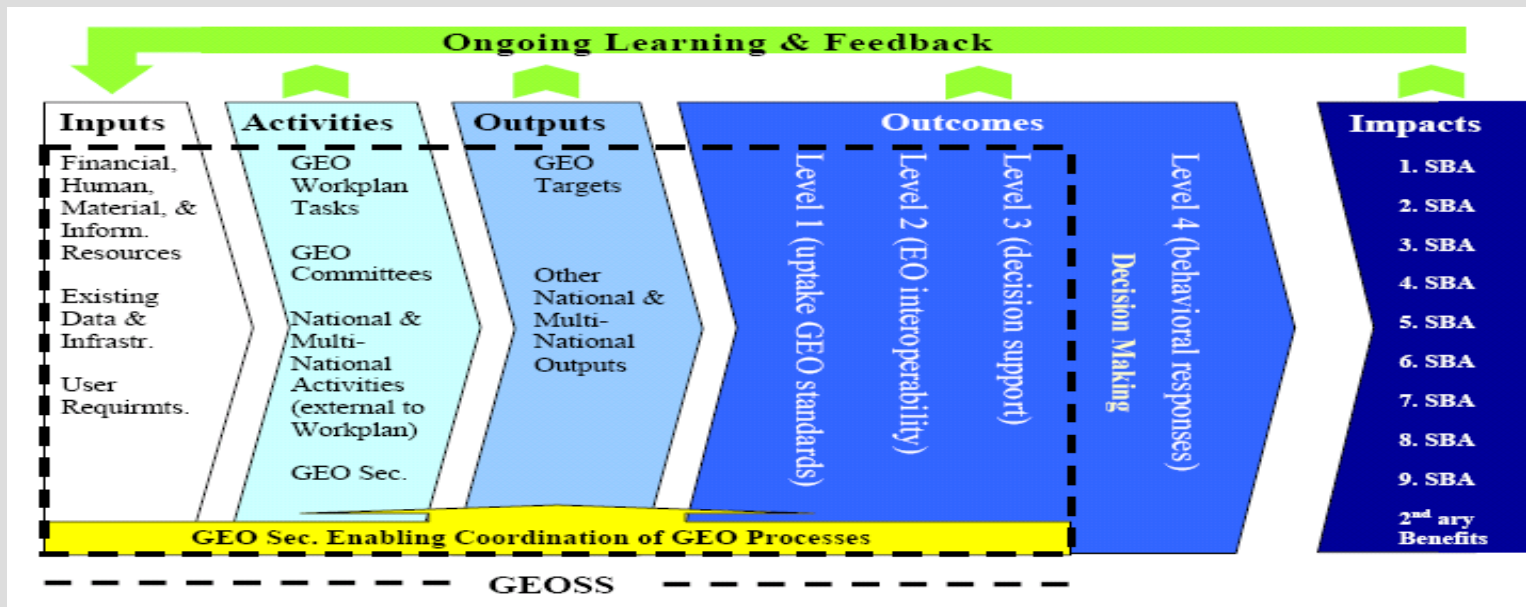 Ongoing Learning & Feedback
Inputs
Financial,
Human,
Material, &
Inform.
Resources
Existing
Data &
Infrastr.
User
Requirmts.
Activities
GEO
Workplan
Tasks
GEO
Committees
National &
Multi-
National
Activities
(external to
Workplan)
GEO Sec.
Outputs
GEO
Targets
Other
National &
Multi-
National
Outputs
Outcomes
Level 1 (uptake GEO standards)
Level 2 (EO interoperability)
Level 3 (decision support)
Decision Making
Level 4 (behavioral responses)
Impacts
1. SBA
2. SBA
3. SBA
4. SBA
5. SBA
6. SBA
7. SBA
8. SBA
9. SBA
2nd ary
Benefits
GEO Sec. Enabling Coordination of GEO Processes
GEOSS